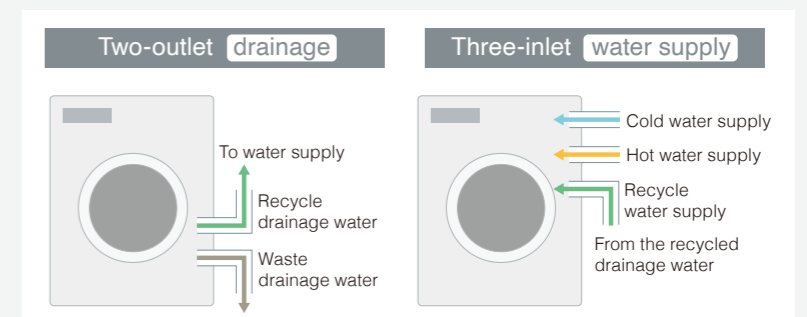 Two-outlet drainage
To water supply
Recycle
drainage water
Waste
drainage water
Three-inlet water supply
Cold water supply
Hot water supply
Recycle
water supply
From the recycled
drainage water